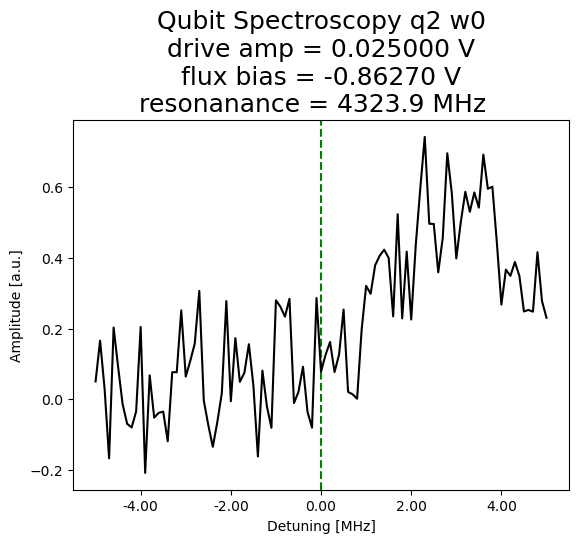 Qubit Spectroscopy q2 w0
drive amp = 0.025000 V
flux bias = -0.86270 V
resonanance = 4323.9 MHz
Amplitude [a.u.]
0.6
0.4
0.2
0.0
−0.2
-4.00
-2.00
0.00
2.00
4.00
Detuning [MHz]